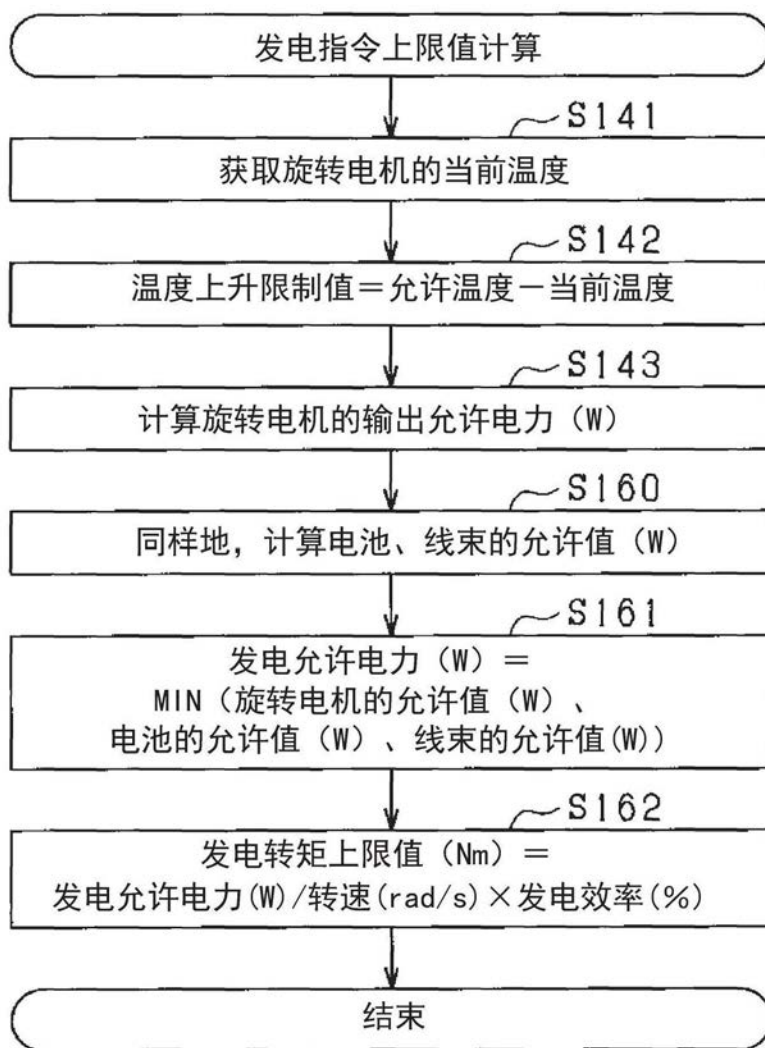 发电指令上限值计算
S141
获取旋转电机的当前温度
S142
温度上升限制值＝允许温度－当前温度
S143
计算旋转电机的输出允许电力（W）
S160
同样地，计算电池、线束的允许值（W）
S161
发电允许电力（W）＝
MIN（旋转电机的允许值（W）、
电池的允许值（W）、线束的允许值(W)）
S162
发电转矩上限值（Nm）＝
发电允许电力(W)/转速(rad/s)×发电效率(%)
结束